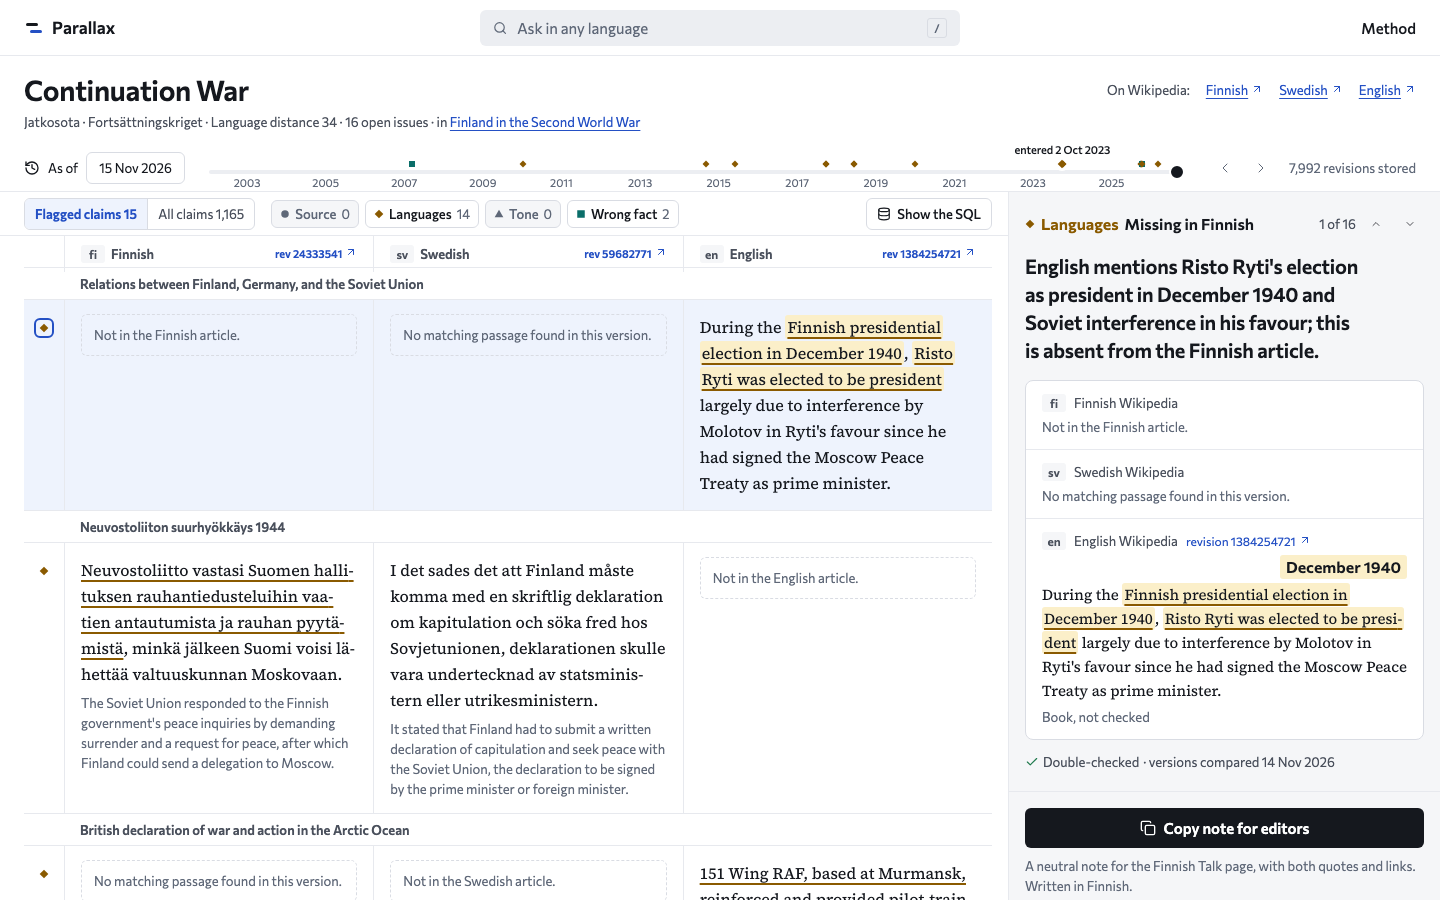 Parallax
Ask in any language
/
Method
Continuation War
On Wikipedia: Finnish Swedish English
Jatkosota · Fortsättningskriget · Language distance 34 · 16 open issues · in Finland in the Second World War
entered 2 Oct 2023
As of 15 Nov 2026
7,992 revisions stored
2003 2005 2007 2009 2011 2013 2015 2017 2019 2021 2023 2025
Flagged claims 15
All claims 1,165
Source 0
Languages 14
Tone 0
Wrong fact 2
Show the SQL
fi Finnish rev 24333541
sv Swedish rev 59682771
en English rev 1384254721
Relations between Finland, Germany, and the Soviet Union
Not in the Finnish article.
No matching passage found in this version.
During the Finnish presidential
election in December 1940, Risto
Ryti was elected to be president
largely due to interference by
Molotov in Ryti's favour since he
had signed the Moscow Peace
Treaty as prime minister.
Neuvostoliiton suurhyökkäys 1944
Neuvostoliitto vastasi Suomen halli-
tuksen rauhantiedusteluihin vaa-
tien antautumista ja rauhan pyytä-
mistä, minkä jälkeen Suomi voisi lä-
hettää valtuuskunnan Moskovaan.
The Soviet Union responded to the Finnish
government's peace inquiries by demanding
surrender and a request for peace, after which
Finland could send a delegation to Moscow.
I det sades det att Finland måste
komma med en skriftlig deklaration
om kapitulation och söka fred hos
Sovjetunionen, deklarationen skulle
vara undertecknad av statsminis-
tern eller utrikesministern.
It stated that Finland had to submit a written
declaration of capitulation and seek peace with
the Soviet Union, the declaration to be signed
by the prime minister or foreign minister.
Not in the English article.
British declaration of war and action in the Arctic Ocean
No matching passage found in this version.
Not in the Swedish article.
151 Wing RAF, based at Murmansk,
reinforced and provided pilot train
Languages Missing in Finnish
1 of 16
English mentions Risto Ryti's election
as president in December 1940 and
Soviet interference in his favour; this
is absent from the Finnish article.
fi Finnish Wikipedia
Not in the Finnish article.
sv Swedish Wikipedia
No matching passage found in this version.
en English Wikipedia revision 1384254721
December 1940
During the Finnish presidential election in
December 1940, Risto Ryti was elected to be presi-
dent largely due to interference by Molotov in
Ryti's favour since he had signed the Moscow Peace
Treaty as prime minister.
Book, not checked
Double-checked · versions compared 14 Nov 2026
Copy note for editors
A neutral note for the Finnish Talk page, with both quotes and links.
Written in Finnish.